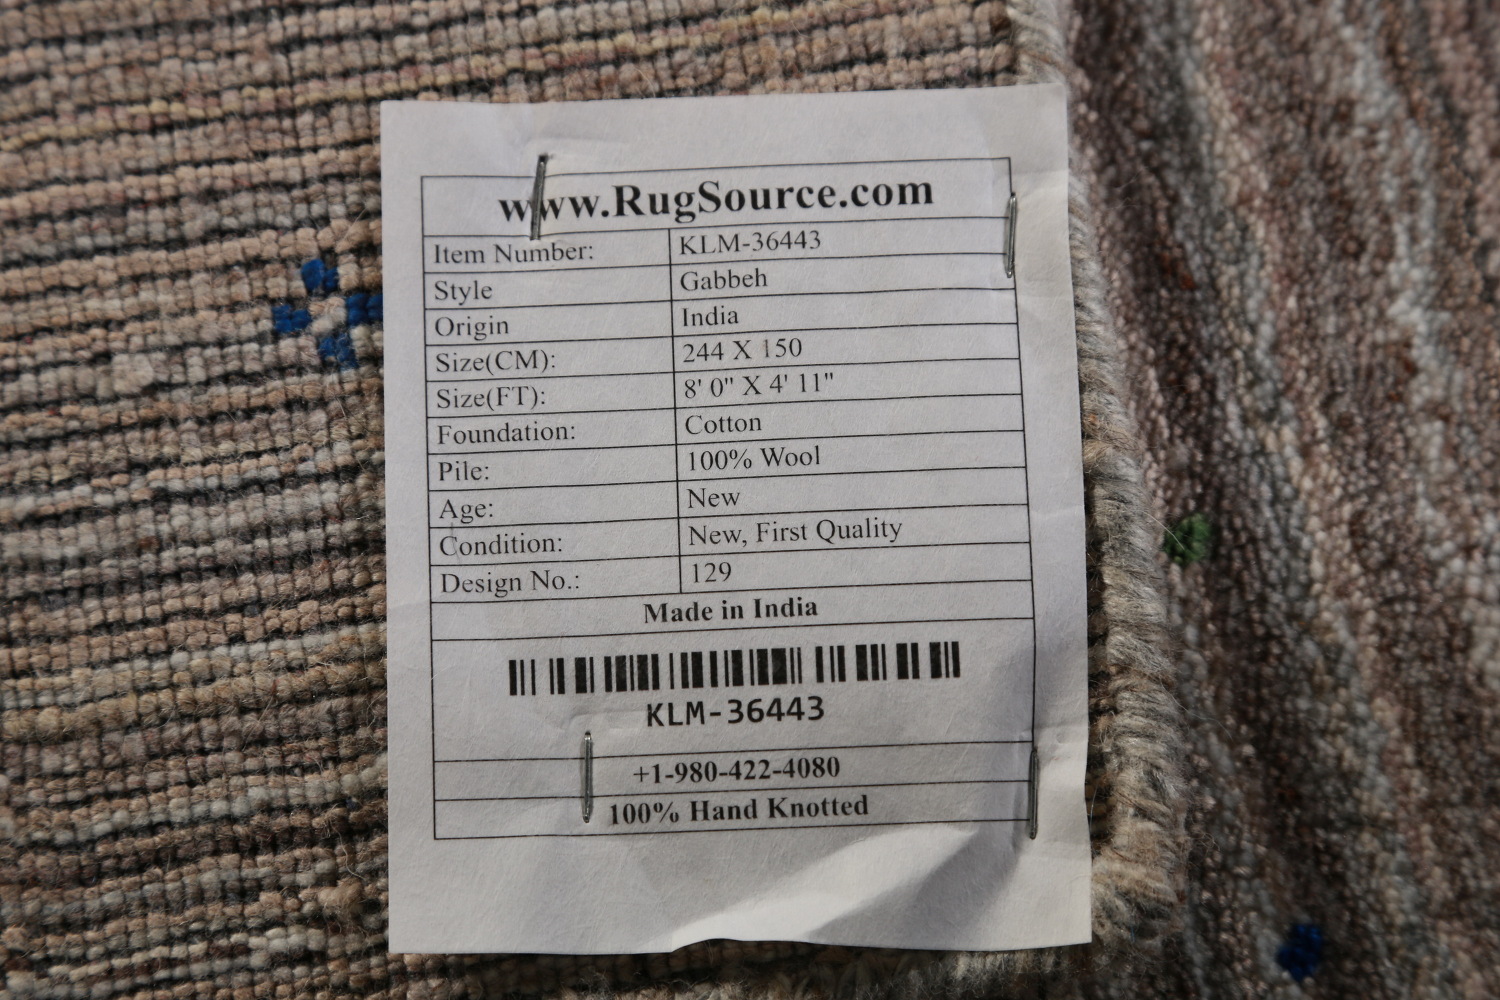 www.RugSource.com
Item Number: KLM-36443
Style Gabbeh
Origin India
Size(CM): 244 X 150
Size(FT): 8' 0" X 4' 11"
Foundation: Cotton
Pile: 100% Wool
Age: New
Condition: New, First Quality
Design No.: 129
Made in India
KLM-36443
+1-980-422-4080
100% Hand Knotted